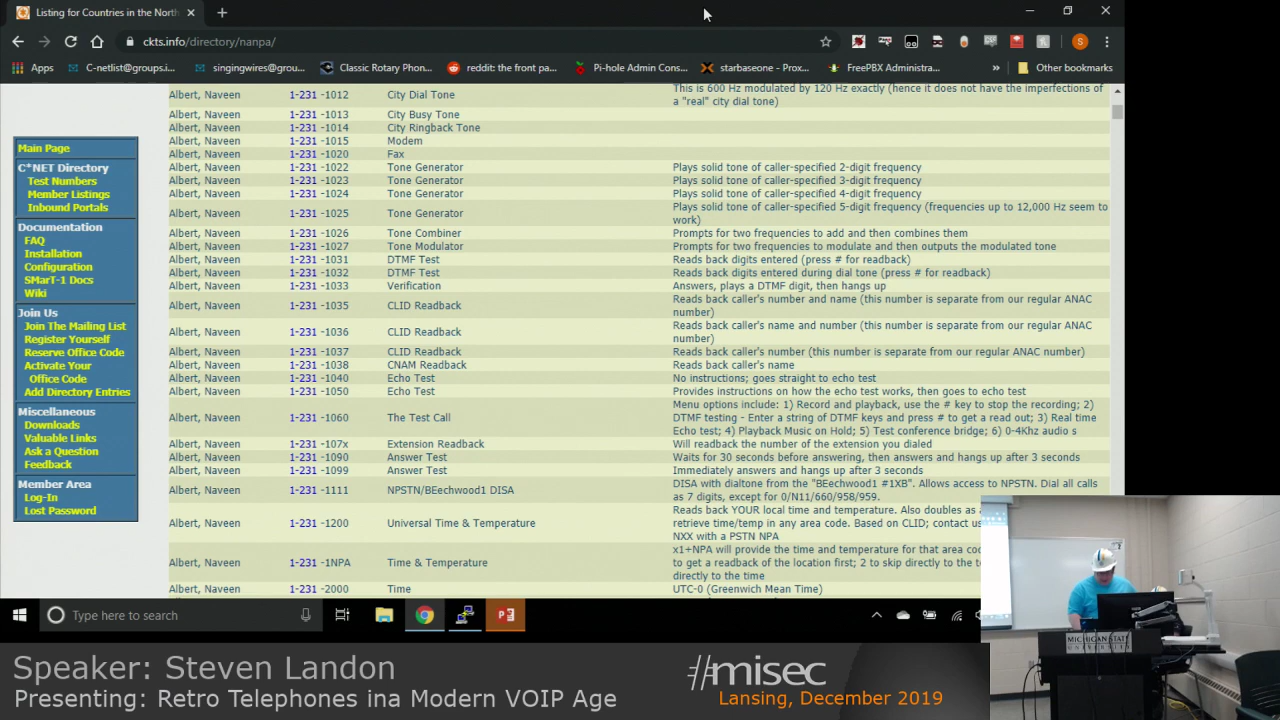 Listing for Countries in the North
ckts.info/directory/nanpa/
Apps C-netlist@groups.i... singingwires@grou... Classic Rotary Phon... reddit: the front pa... Pi-hole Admin Cons... starbaseone - Prox... FreePBX Administra... » Other bookmarks
Main Page
C*NET Directory
Test Numbers
Member Listings
Inbound Portals
Documentation
FAQ
Installation
Configuration
SMarT-1 Docs
Wiki
Join Us
Join The Mailing List
Register Yourself
Reserve Office Code
Activate Your
Office Code
Add Directory Entries
Miscellaneous
Downloads
Valuable Links
Ask a Question
Feedback
Member Area
Log-In
Lost Password
Albert, Naveen 1-231 -1012 City Dial Tone This is 600 Hz modulated by 120 Hz exactly (hence it does not have the imperfections of
a "real" city dial tone)
Albert, Naveen 1-231 -1013 City Busy Tone
Albert, Naveen 1-231 -1014 City Ringback Tone
Albert, Naveen 1-231 -1015 Modem
Albert, Naveen 1-231 -1020 Fax
Albert, Naveen 1-231 -1022 Tone Generator Plays solid tone of caller-specified 2-digit frequency
Albert, Naveen 1-231 -1023 Tone Generator Plays solid tone of caller-specified 3-digit frequency
Albert, Naveen 1-231 -1024 Tone Generator Plays solid tone of caller-specified 4-digit frequency
Albert, Naveen 1-231 -1025 Tone Generator Plays solid tone of caller-specified 5-digit frequency (frequencies up to 12,000 Hz seem to
work)
Albert, Naveen 1-231 -1026 Tone Combiner Prompts for two frequencies to add and then combines them
Albert, Naveen 1-231 -1027 Tone Modulator Prompts for two frequencies to modulate and then outputs the modulated tone
Albert, Naveen 1-231 -1031 DTMF Test Reads back digits entered (press # for readback)
Albert, Naveen 1-231 -1032 DTMF Test Reads back digits entered during dial tone (press # for readback)
Albert, Naveen 1-231 -1033 Verification Answers, plays a DTMF digit, then hangs up
Albert, Naveen 1-231 -1035 CLID Readback Reads back caller's number and name (this number is separate from our regular ANAC
number)
Albert, Naveen 1-231 -1036 CLID Readback Reads back caller's name and number (this number is separate from our regular ANAC
number)
Albert, Naveen 1-231 -1037 CLID Readback Reads back caller's number (this number is separate from our regular ANAC number)
Albert, Naveen 1-231 -1038 CNAM Readback Reads back caller's name
Albert, Naveen 1-231 -1040 Echo Test No instructions; goes straight to echo test
Albert, Naveen 1-231 -1050 Echo Test Provides instructions on how the echo test works, then goes to echo test
Albert, Naveen 1-231 -1060 The Test Call Menu options include: 1) Record and playback, use the # key to stop the recording; 2)
DTMF testing - Enter a string of DTMF keys and press # to get a read out; 3) Real time
Echo test; 4) Playback Music on Hold; 5) Test conference bridge; 6) 0-4Khz audio s
Albert, Naveen 1-231 -107x Extension Readback Will readback the number of the extension you dialed
Albert, Naveen 1-231 -1090 Answer Test Waits for 30 seconds before answering, then answers and hangs up after 3 seconds
Albert, Naveen 1-231 -1099 Answer Test Immediately answers and hangs up after 3 seconds
Albert, Naveen 1-231 -1111 NPSTN/BEechwood1 DISA DISA with dialtone from the "BEechwood1 #1XB". Allows access to NPSTN. Dial all calls
as 7 digits, except for 0/N11/660/958/959.
Albert, Naveen 1-231 -1200 Universal Time & Temperature Reads back YOUR local time and temperature. Also doubles as a
retrieve time/temp in any area code. Based on CLID; contact us
NXX with a PSTN NPA
Albert, Naveen 1-231 -1NPA Time & Temperature x1+NPA will provide the time and temperature for that area co
to get a readback of the location first; 2 to skip directly to the te
directly to the time
Albert, Naveen 1-231 -2000 Time UTC-0 (Greenwich Mean Time)
Type here to search
MICHIGAN STATE
UNIVERSITY
Speaker: Steven Landon
Presenting: Retro Telephones ina Modern VOIP Age
#misec
Lansing, December 2019